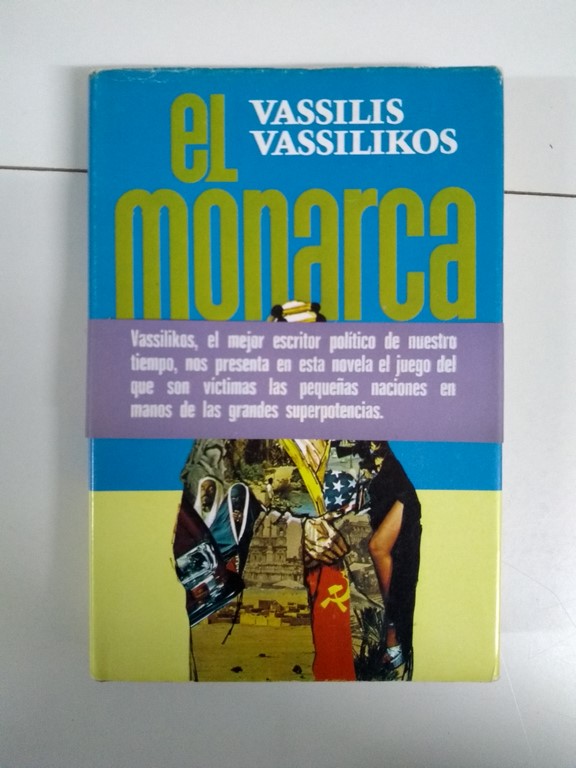 el
VASSILIS
VASSILIKOS
monarca
Vassilikos, el mejor escritor político de nuestro
tiempo, nos presenta en esta novela el juego del
que son víctimas las pequeñas naciones en
manos de las grandes superpotencias.